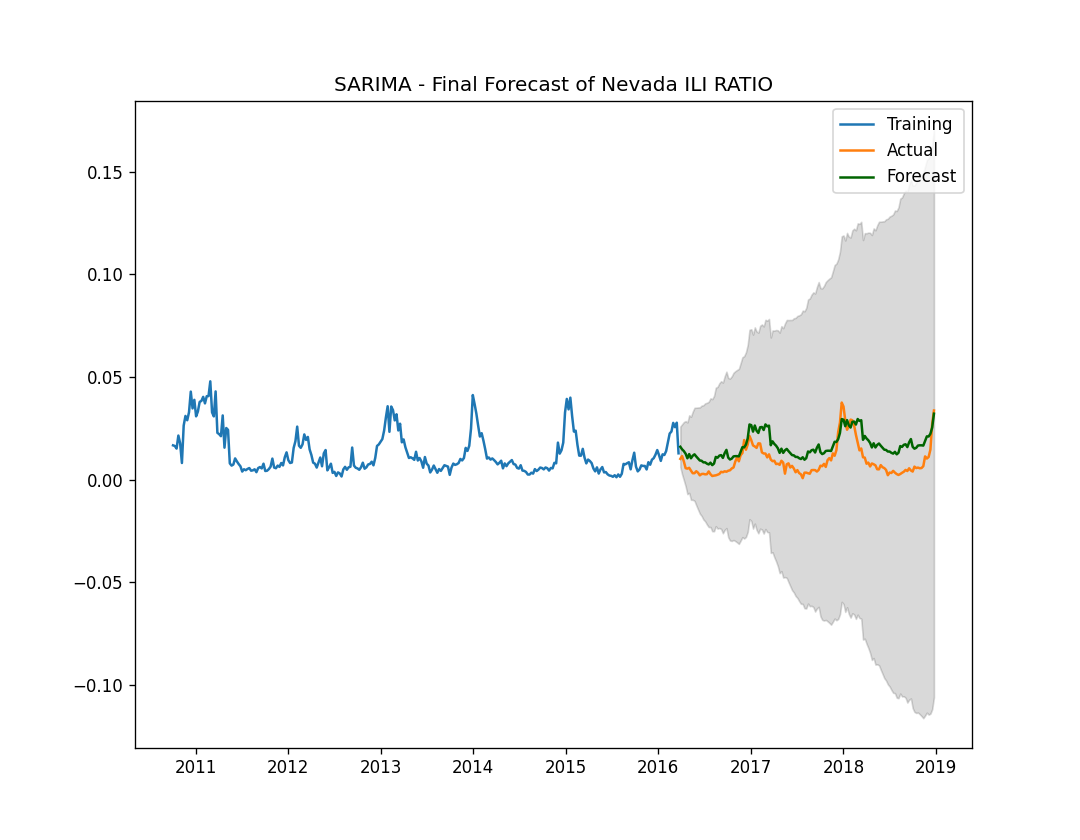 SARIMA - Final Forecast of Nevada ILI RATIO
Training
Actual
Forecast
0.15
0.10
0.05
0.00
−0.05
−0.10
2011 2012 2013 2014 2015 2016 2017 2018 2019